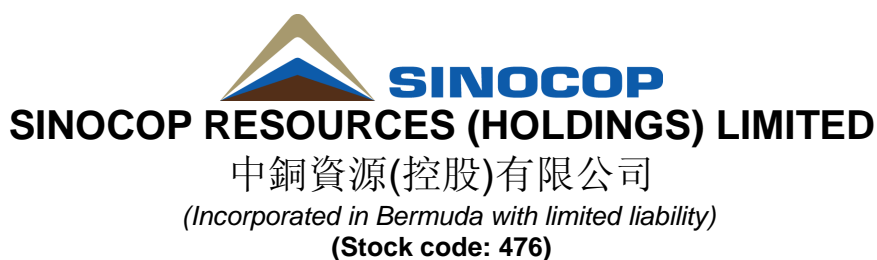 SINOCOP
SINOCOP RESOURCES (HOLDINGS) LIMITED
中銅資源(控股)有限公司
(Incorporated in Bermuda with limited liability)
(Stock code: 476)